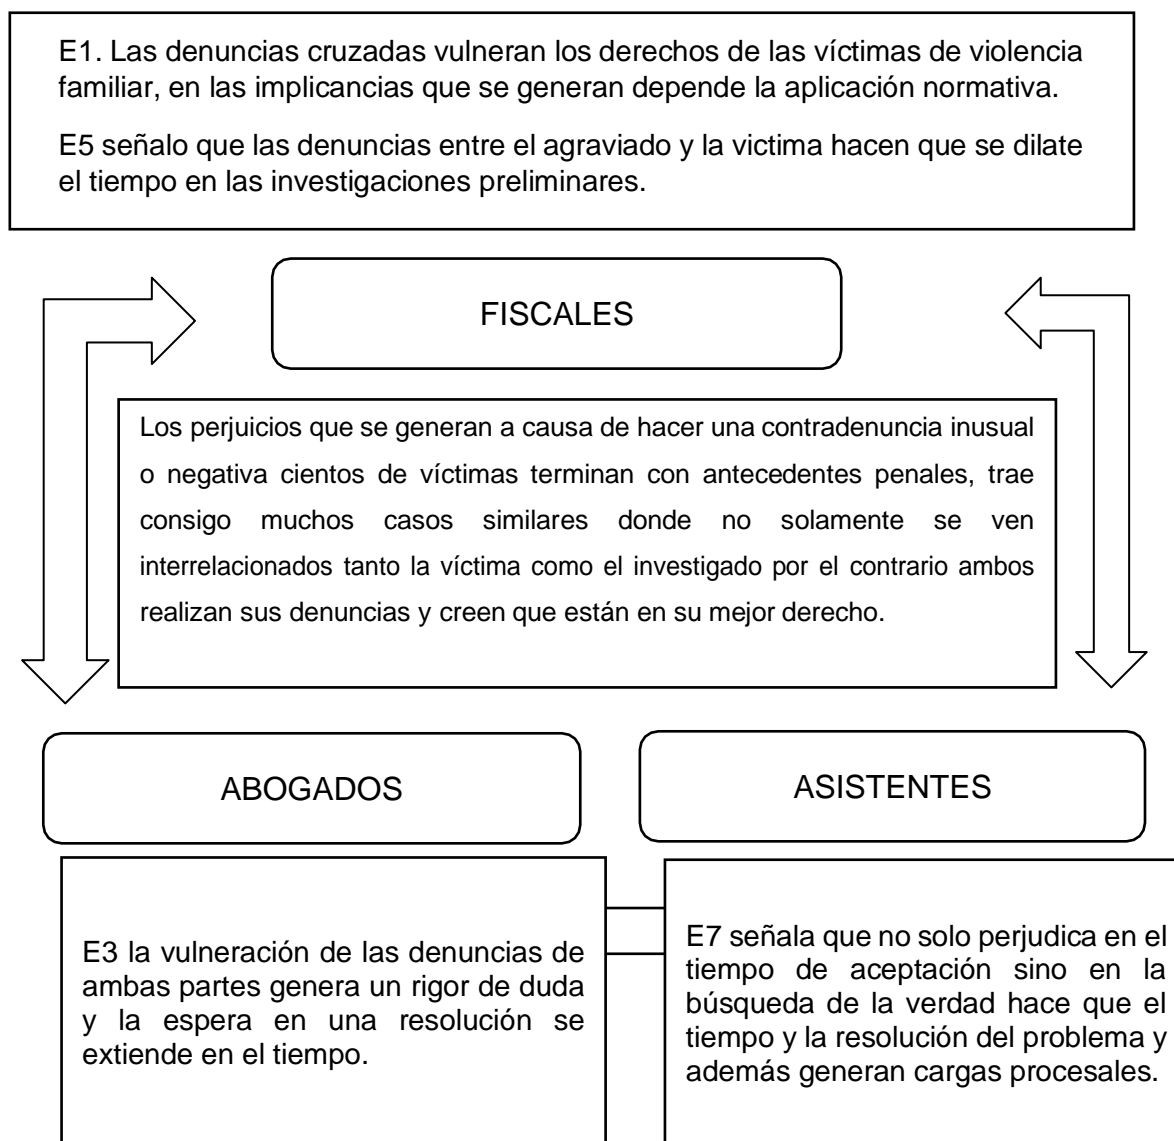 E1. Las denuncias cruzadas vulneran los derechos de las víctimas de violencia
familiar, en las implicancias que se generan depende la aplicación normativa.
E5 señalo que las denuncias entre el agraviado y la victima hacen que se dilate
el tiempo en las investigaciones preliminares.
FISCALES
Los perjuicios que se generan a causa de hacer una contradenuncia inusual
o negativa cientos de víctimas terminan con antecedentes penales, trae
consigo muchos casos similares donde no solamente se ven
interrelacionados tanto la víctima como el investigado por el contrario ambos
realizan sus denuncias y creen que están en su mejor derecho.
ABOGADOS
ASISTENTES
E3 la vulneración de las denuncias de
ambas partes genera un rigor de duda
y la espera en una resolución se
extiende en el tiempo.
E7 señala que no solo perjudica en el
tiempo de aceptación sino en la
búsqueda de la verdad hace que el
tiempo y la resolución del problema y
además generan cargas procesales.